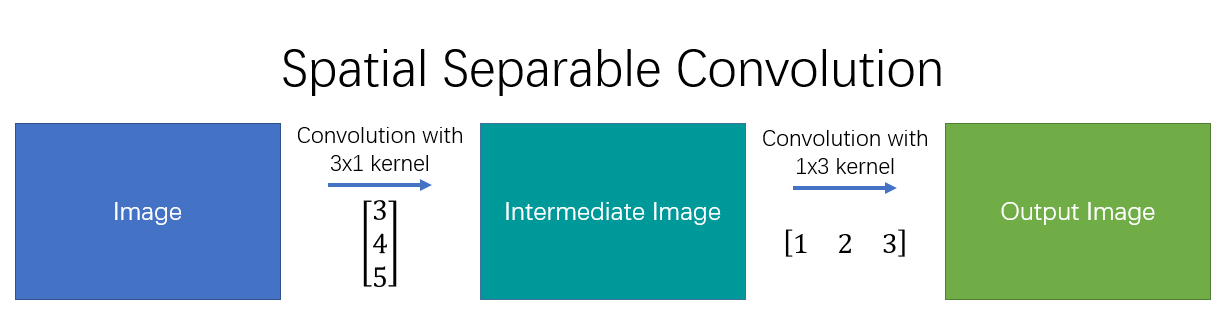 Spatial Separable Convolution
Image
Convolution with
3x1 kernel
[3
4
5]
Intermediate Image
Convolution with
1x3 kernel
[1 2 3]
Output Image